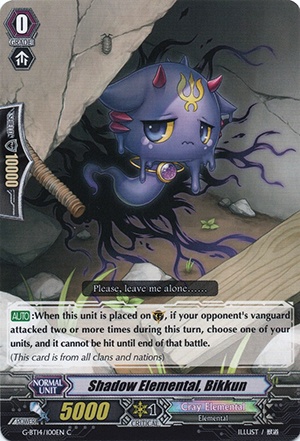 0
GRADE
SHIELD
10000
Please, leave me alone……
AUTO:When this unit is placed on GC, if your opponent's vanguard
attacked two or more times during this turn, choose one of your
units, and it cannot be hit until end of that battle.
(This card is from all clans and nations)
NORMAL
UNIT
Shadow Elemental, Bikkun
POWER
5000
1
CRITICAL
Cray Elemental
Elemental
G-BT14/100EN C
ILLUST / 獣道